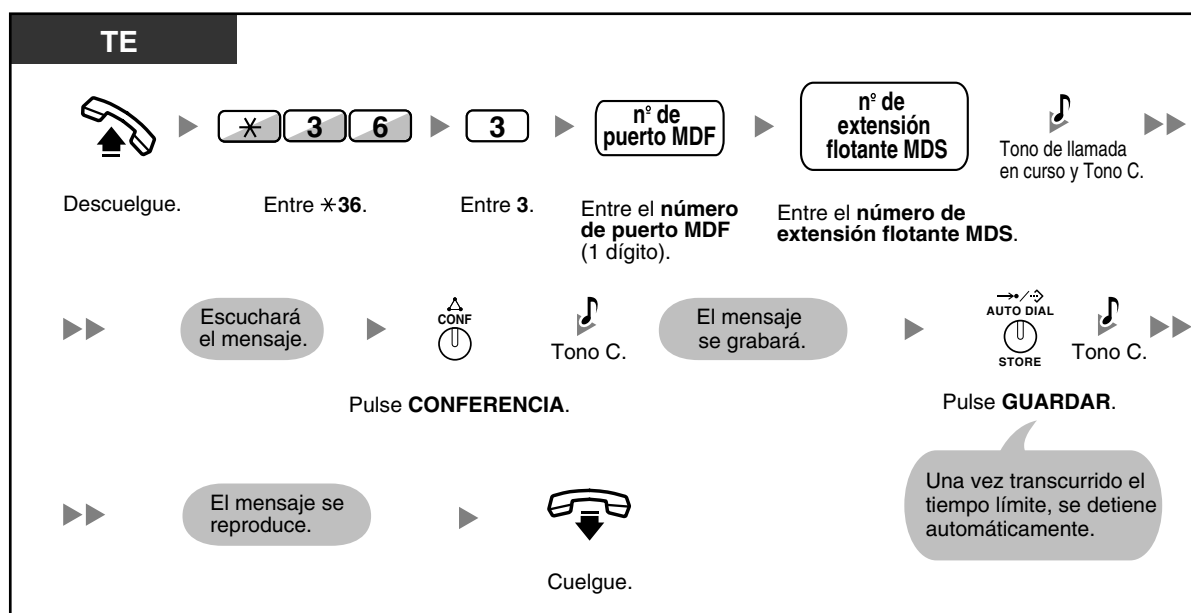 TE
✳ 3 6
3
nº de
puerto MDF
nº de
extensión
flotante MDS
Tono de llamada
en curso y Tono C.
Descuelgue.
Entre ✳36.
Entre 3.
Entre el número
de puerto MDF
(1 dígito).
Entre el número de
extensión flotante MDS.
Escuchará
el mensaje.
CONF
Tono C.
El mensaje
se grabará.
AUTO DIAL
STORE
Tono C.
Pulse CONFERENCIA.
Pulse GUARDAR.
Una vez transcurrido el
tiempo límite, se detiene
automáticamente.
El mensaje se
reproduce.
Cuelgue.